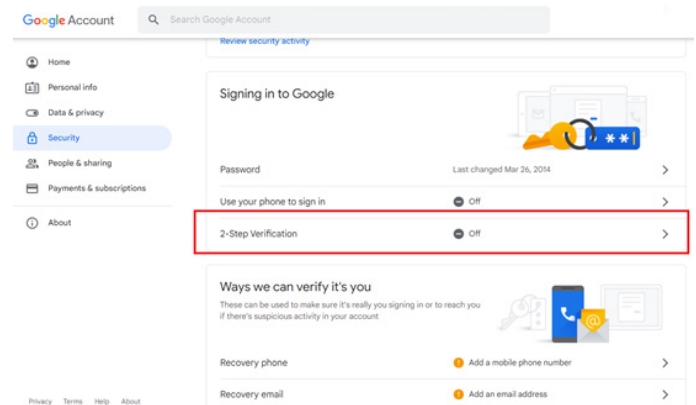 Google Account
Search Google Account
Review security activity
Home
Personal info
Data & privacy
Security
People & sharing
Payments & subscriptions
About
Signing in to Google
Password Last changed Mar 26, 2014
Use your phone to sign in Off
2-Step Verification Off
Ways we can verify it's you
These can be used to make sure it's really you signing in or to reach you
if there's suspicious activity in your account
Recovery phone Add a mobile phone number
Recovery email Add an email address
Privacy Terms Help About